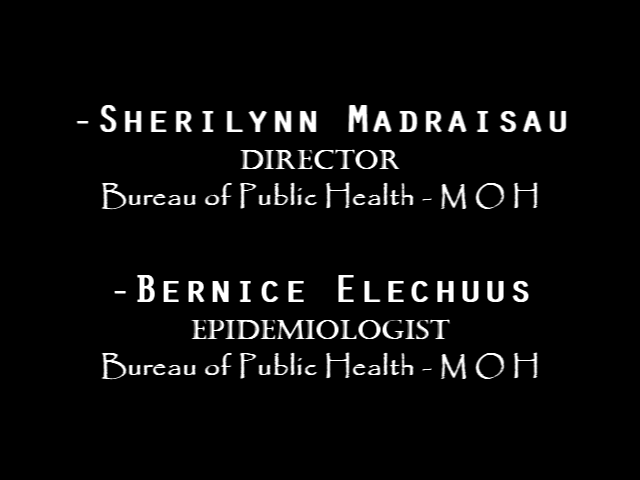 -Sherilynn Madraisau
Director
Bureau of Public Health - M O H
-Bernice Elechuus
Epidemiologist
Bureau of Public Health - M O H